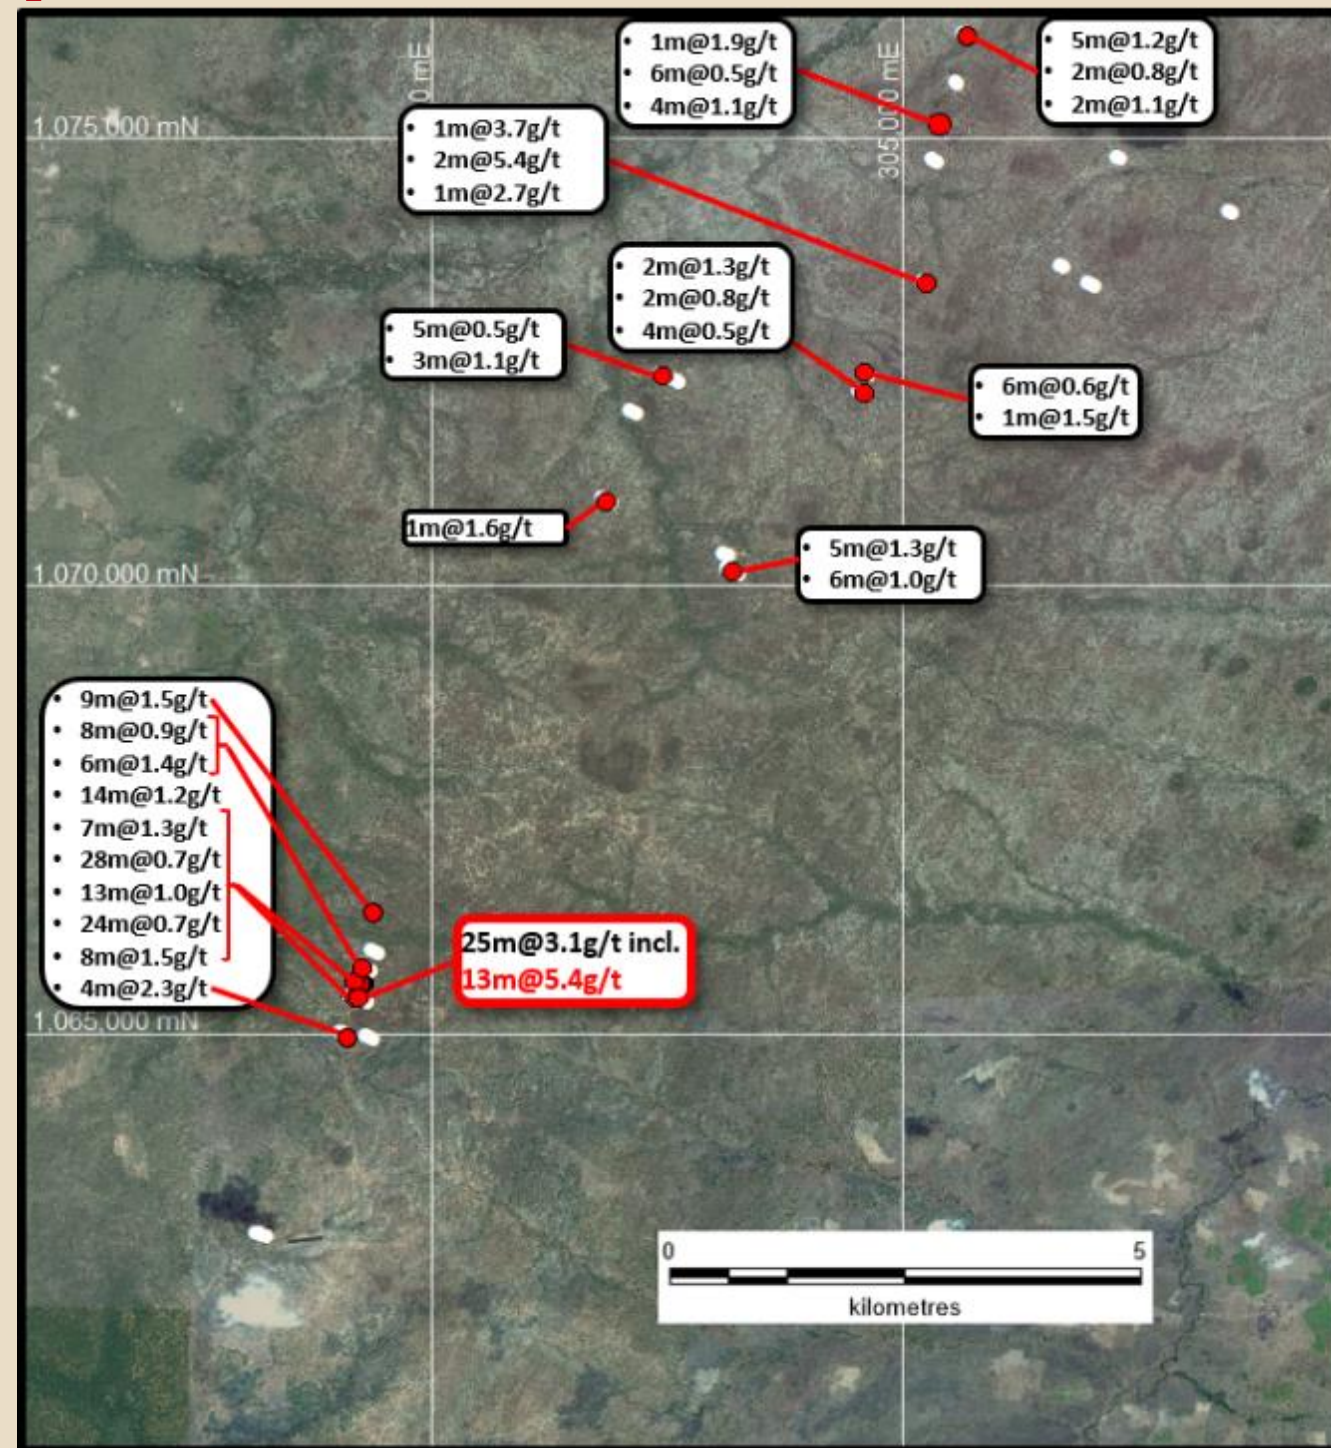 • 1m@1.9g/t
• 6m@0.5g/t
• 4m@1.1g/t
• 5m@1.2g/t
• 2m@0.8g/t
• 2m@1.1g/t
0 mE
305,000 mE
1,075,000 mN
• 1m@3.7g/t
• 2m@5.4g/t
• 1m@2.7g/t
• 2m@1.3g/t
• 2m@0.8g/t
• 4m@0.5g/t
• 5m@0.5g/t
• 3m@1.1g/t
• 6m@0.6g/t
• 1m@1.5g/t
1m@1.6g/t
• 5m@1.3g/t
• 6m@1.0g/t
1,070,000 mN
• 9m@1.5g/t
• 8m@0.9g/t
• 6m@1.4g/t
• 14m@1.2g/t
• 7m@1.3g/t
• 28m@0.7g/t
• 13m@1.0g/t
• 24m@0.7g/t
• 8m@1.5g/t
• 4m@2.3g/t
25m@3.1g/t incl.
13m@5.4g/t
1,065,000 mN
0 5
kilometres